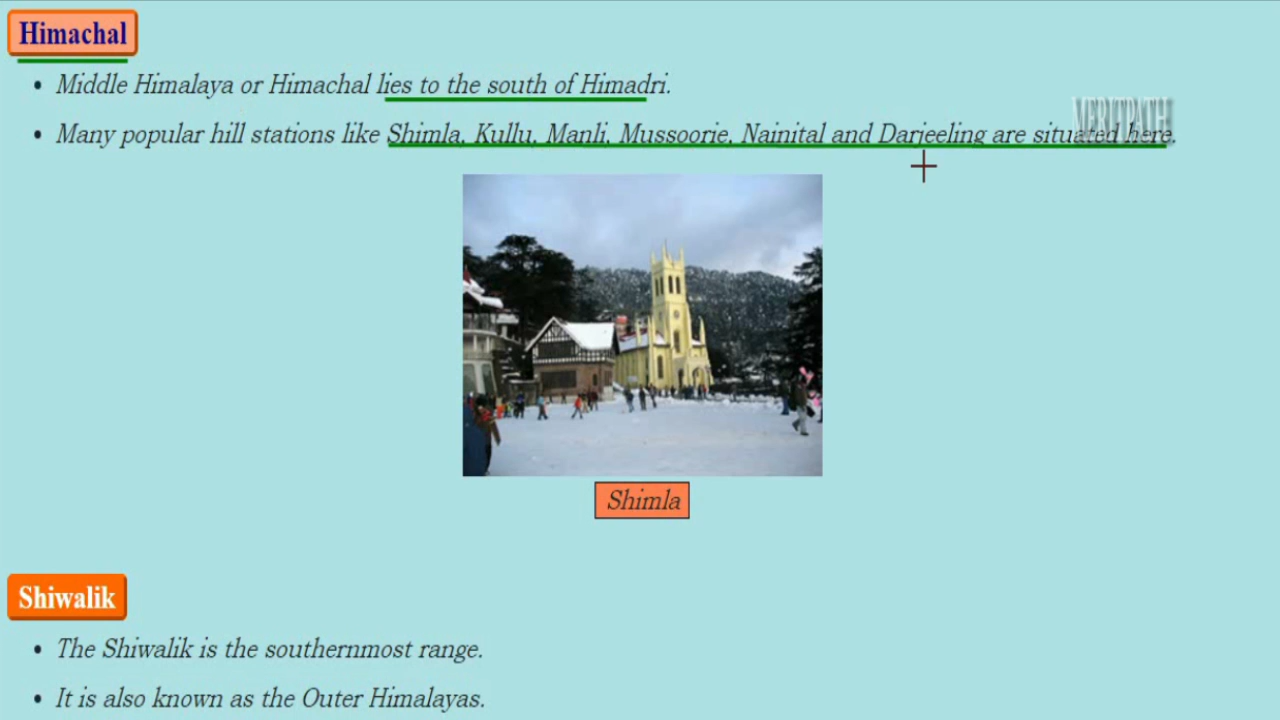 Himachal
• Middle Himalaya or Himachal lies to the south of Himadri.
MERITPATH
• Many popular hill stations like Shimla, Kullu, Manli, Mussoorie, Nainital and Darjeeling are situated here.
Shimla
Shiwalik
• The Shiwalik is the southernmost range.
• It is also known as the Outer Himalayas.